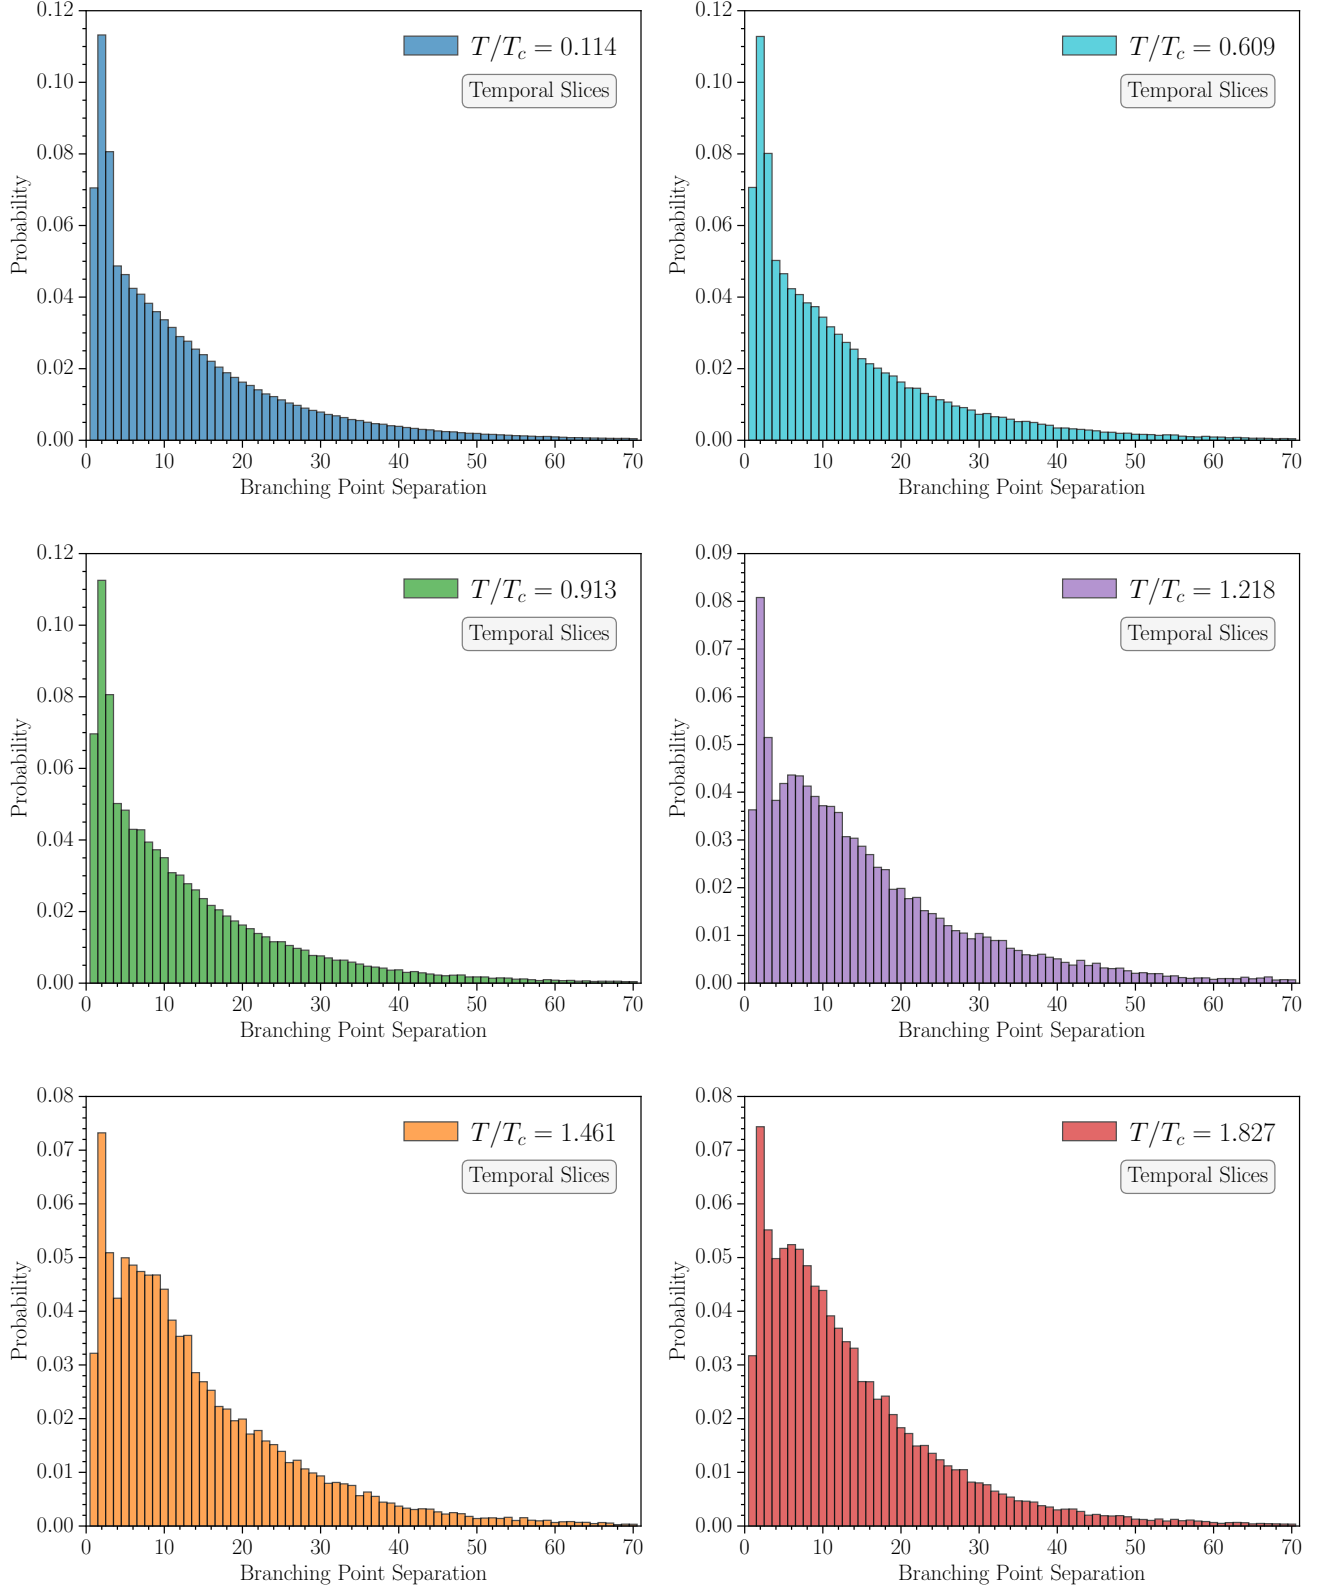 T/T_c = 0.114
Temporal Slices
Probability
0.12
0.10
0.08
0.06
0.04
0.02
0.00
0 10 20 30 40 50 60 70
Branching Point Separation
T/T_c = 0.609
Temporal Slices
Probability
0.12
0.10
0.08
0.06
0.04
0.02
0.00
0 10 20 30 40 50 60 70
Branching Point Separation
T/T_c = 0.913
Temporal Slices
Probability
0.12
0.10
0.08
0.06
0.04
0.02
0.00
0 10 20 30 40 50 60 70
Branching Point Separation
T/T_c = 1.218
Temporal Slices
Probability
0.09
0.08
0.07
0.06
0.05
0.04
0.03
0.02
0.01
0.00
0 10 20 30 40 50 60 70
Branching Point Separation
T/T_c = 1.461
Temporal Slices
Probability
0.08
0.07
0.06
0.05
0.04
0.03
0.02
0.01
0.00
0 10 20 30 40 50 60 70
Branching Point Separation
T/T_c = 1.827
Temporal Slices
Probability
0.08
0.07
0.06
0.05
0.04
0.03
0.02
0.01
0.00
0 10 20 30 40 50 60 70
Branching Point Separation